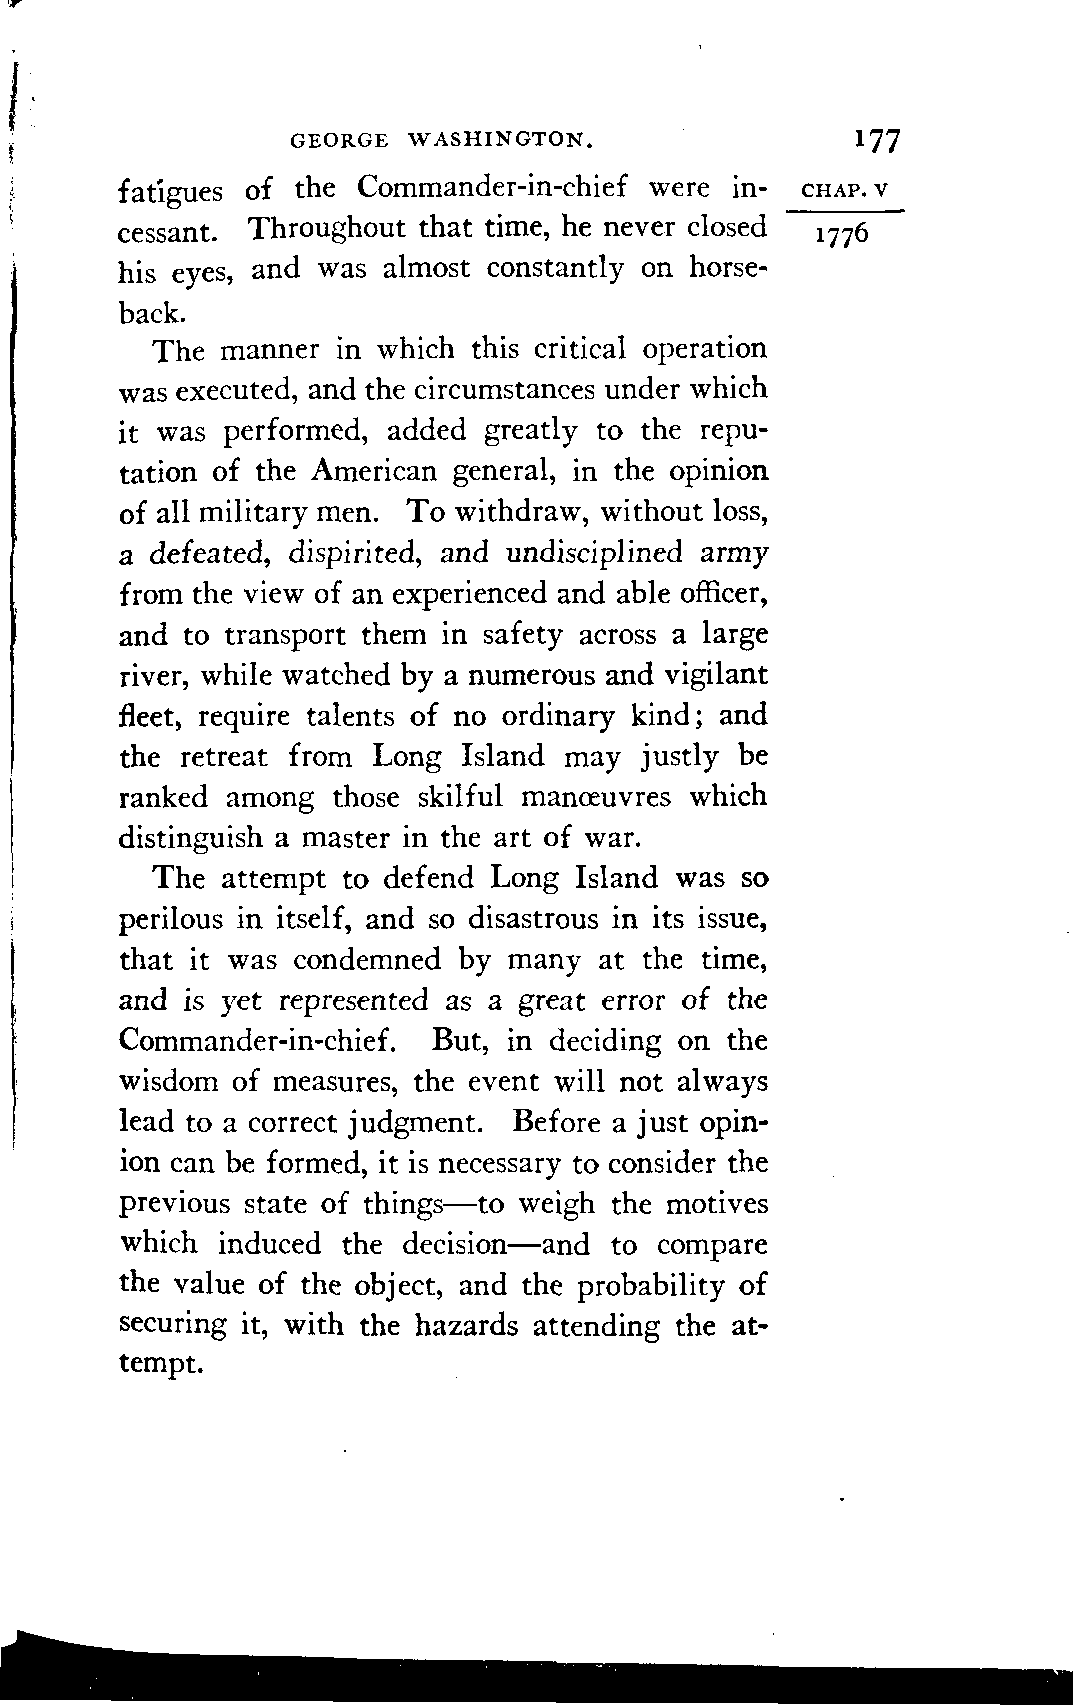 GEORGE WASHINGTON. 177
CHAP. V
1776
fatigues of the Commander-in-chief were in-
cessant. Throughout that time, he never closed
his eyes, and was almost constantly on horse-
back.
The manner in which this critical operation
was executed, and the circumstances under which
it was performed, added greatly to the repu-
tation of the American general, in the opinion
of all military men. To withdraw, without loss,
a defeated, dispirited, and undisciplined army
from the view of an experienced and able officer,
and to transport them in safety across a large
river, while watched by a numerous and vigilant
fleet, require talents of no ordinary kind; and
the retreat from Long Island may justly be
ranked among those skilful manœuvres which
distinguish a master in the art of war.
The attempt to defend Long Island was so
perilous in itself, and so disastrous in its issue,
that it was condemned by many at the time,
and is yet represented as a great error of the
Commander-in-chief. But, in deciding on the
wisdom of measures, the event will not always
lead to a correct judgment. Before a just opin-
ion can be formed, it is necessary to consider the
previous state of things—to weigh the motives
which induced the decision—and to compare
the value of the object, and the probability of
securing it, with the hazards attending the at-
tempt.